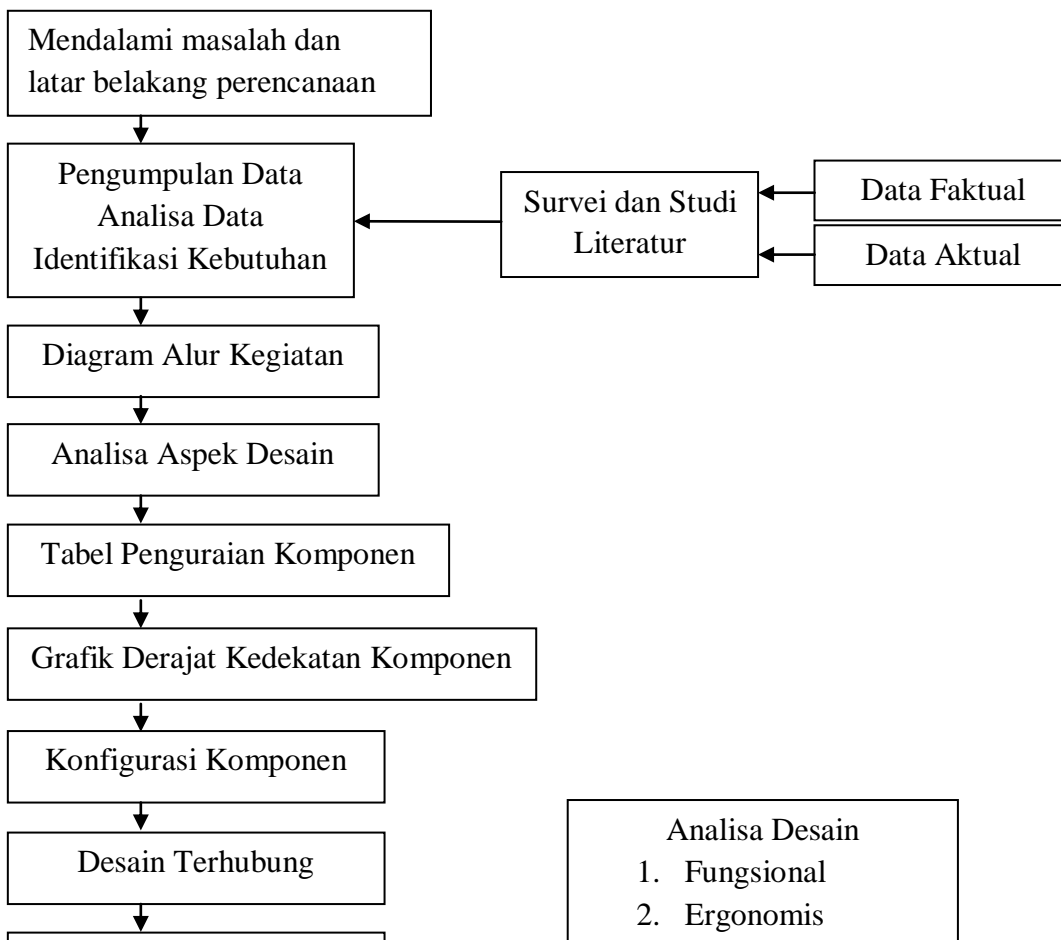 Mendalami masalah dan
latar belakang perencanaan
Pengumpulan Data
Analisa Data
Identifikasi Kebutuhan
Survei dan Studi
Literatur
Data Faktual
Data Aktual
Diagram Alur Kegiatan
Analisa Aspek Desain
Tabel Penguraian Komponen
Grafik Derajat Kedekatan Komponen
Konfigurasi Komponen
Desain Terhubung
Analisa Desain
1. Fungsional
2. Ergonomis